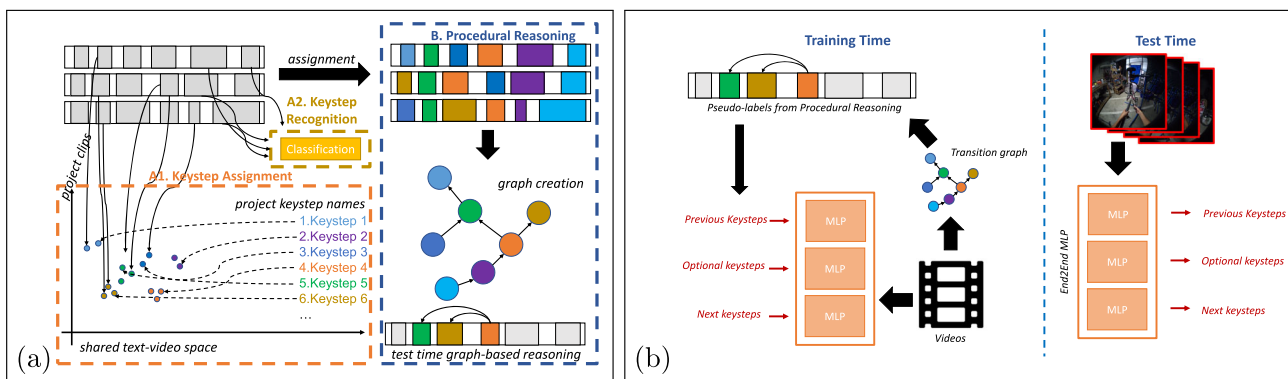 assignment
A2. Keystep
Recognition
Classification
project clips
A1. Keystep Assignment
project keystep names
1.Keystep 1
2.Keystep 2
3.Keystep 3
4.Keystep 4
5.Keystep 5
6.Keystep 6
...
shared text-video space
(a)
B. Procedural Reasoning
graph creation
test time graph-based reasoning
Training Time
Pseudo-labels from Procedural Reasoning
Transition graph
Previous Keysteps
Optional keysteps
Next keysteps
MLP
MLP
MLP
Videos
(b)
Test Time
End2End MLP
MLP
MLP
MLP
Previous Keysteps
Optional keysteps
Next keysteps